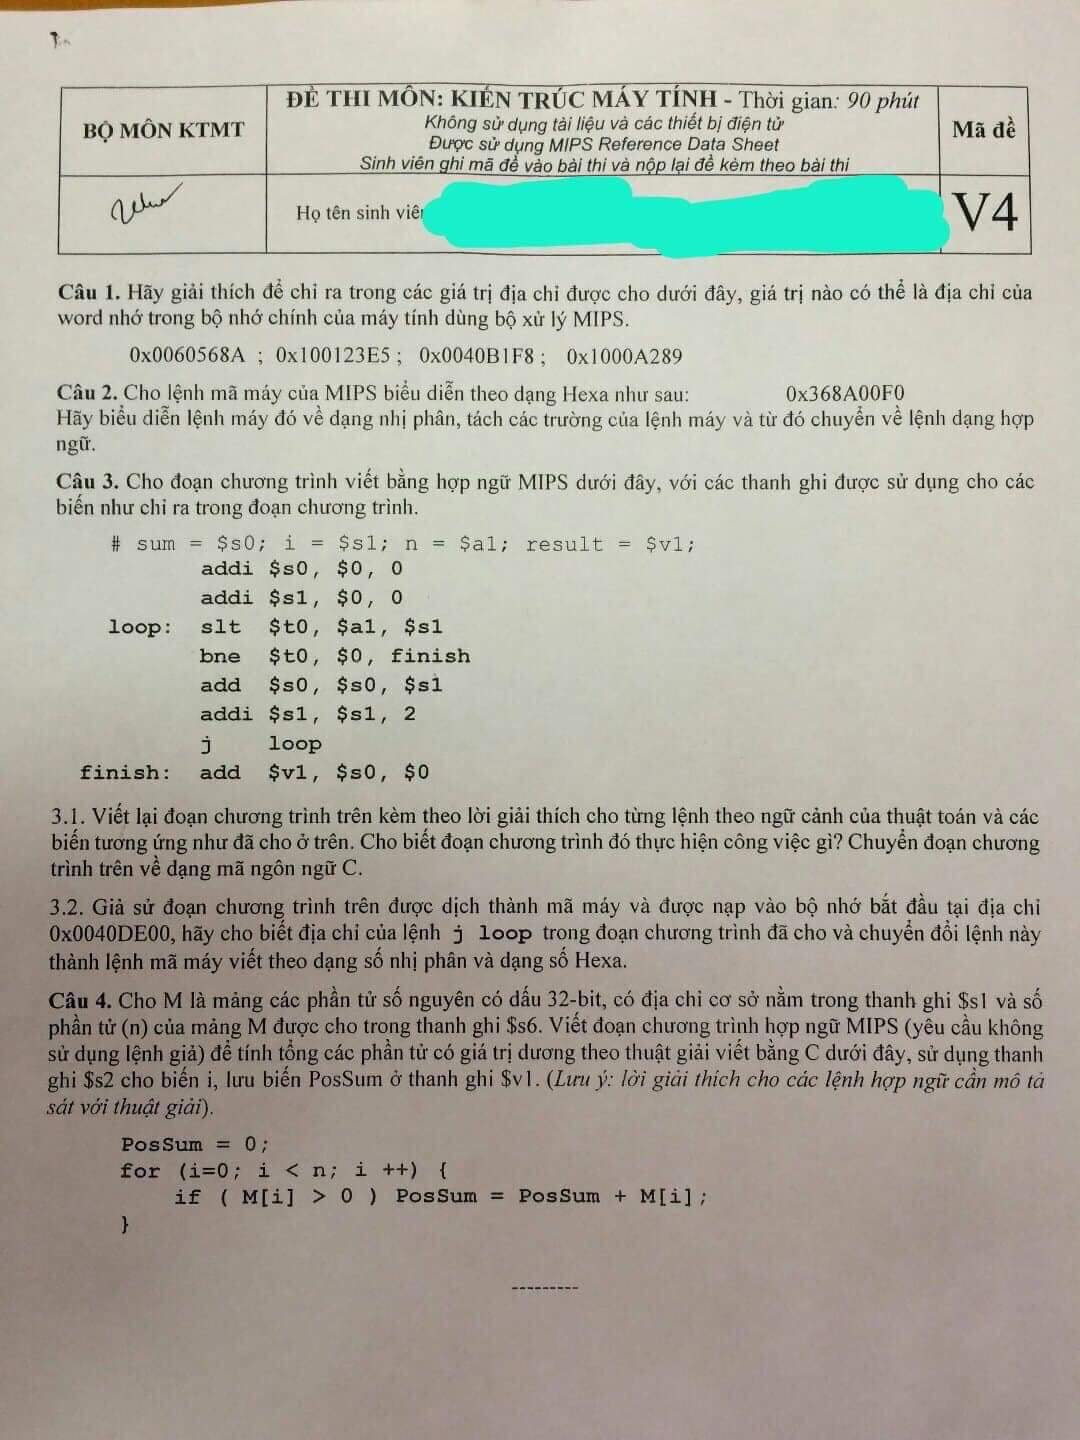 BỘ MÔN KTMT
ĐỀ THI MÔN: KIẾN TRÚC MÁY TÍNH - Thời gian: 90 phút
Không sử dụng tài liệu và các thiết bị điện tử
Được sử dụng MIPS Reference Data Sheet
Sinh viên ghi mã đề vào bài thi và nộp lại đề kèm theo bài thi
Mã đề
Họ tên sinh viên
V4
Câu 1. Hãy giải thích để chỉ ra trong các giá trị địa chỉ được cho dưới đây, giá trị nào có thể là địa chỉ của
word nhớ trong bộ nhớ chính của máy tính dùng bộ xử lý MIPS.
0x0060568A ; 0x100123E5 ; 0x0040B1F8 ; 0x1000A289
Câu 2. Cho lệnh mã máy của MIPS biểu diễn theo dạng Hexa như sau: 0x368A00F0
Hãy biểu diễn lệnh máy đó về dạng nhị phân, tách các trường của lệnh máy và từ đó chuyển về lệnh dạng hợp
ngữ.
Câu 3. Cho đoạn chương trình viết bằng hợp ngữ MIPS dưới đây, với các thanh ghi được sử dụng cho các
biến như chỉ ra trong đoạn chương trình.
# sum = $s0; i = $s1; n = $a1; result = $v1;
addi $s0, $0, 0
addi $s1, $0, 0
loop: slt $t0, $a1, $s1
bne $t0, $0, finish
add $s0, $s0, $s1
addi $s1, $s1, 2
j loop
finish: add $v1, $s0, $0
3.1. Viết lại đoạn chương trình trên kèm theo lời giải thích cho từng lệnh theo ngữ cảnh của thuật toán và các
biến tương ứng như đã cho ở trên. Cho biết đoạn chương trình đó thực hiện công việc gì? Chuyển đoạn chương
trình trên về dạng mã ngôn ngữ C.
3.2. Giả sử đoạn chương trình trên được dịch thành mã máy và được nạp vào bộ nhớ bắt đầu tại địa chỉ
0x0040DE00, hãy cho biết địa chỉ của lệnh j loop trong đoạn chương trình đã cho và chuyển đổi lệnh này
thành lệnh mã máy viết theo dạng số nhị phân và dạng số Hexa.
Câu 4. Cho M là mảng các phần tử số nguyên có dấu 32-bit, có địa chỉ cơ sở nằm trong thanh ghi $s1 và số
phần tử (n) của mảng M được cho trong thanh ghi $s6. Viết đoạn chương trình hợp ngữ MIPS (yêu cầu không
sử dụng lệnh giả) để tính tổng các phần tử có giá trị dương theo thuật giải viết bằng C dưới đây, sử dụng thanh
ghi $s2 cho biến i, lưu biến PosSum ở thanh ghi $v1. (Lưu ý: lời giải thích cho các lệnh hợp ngữ cần mô tả
sát với thuật giải).
PosSum = 0;
for (i=0; i < n; i ++) {
if ( M[i] > 0 ) PosSum = PosSum + M[i];
}
---------